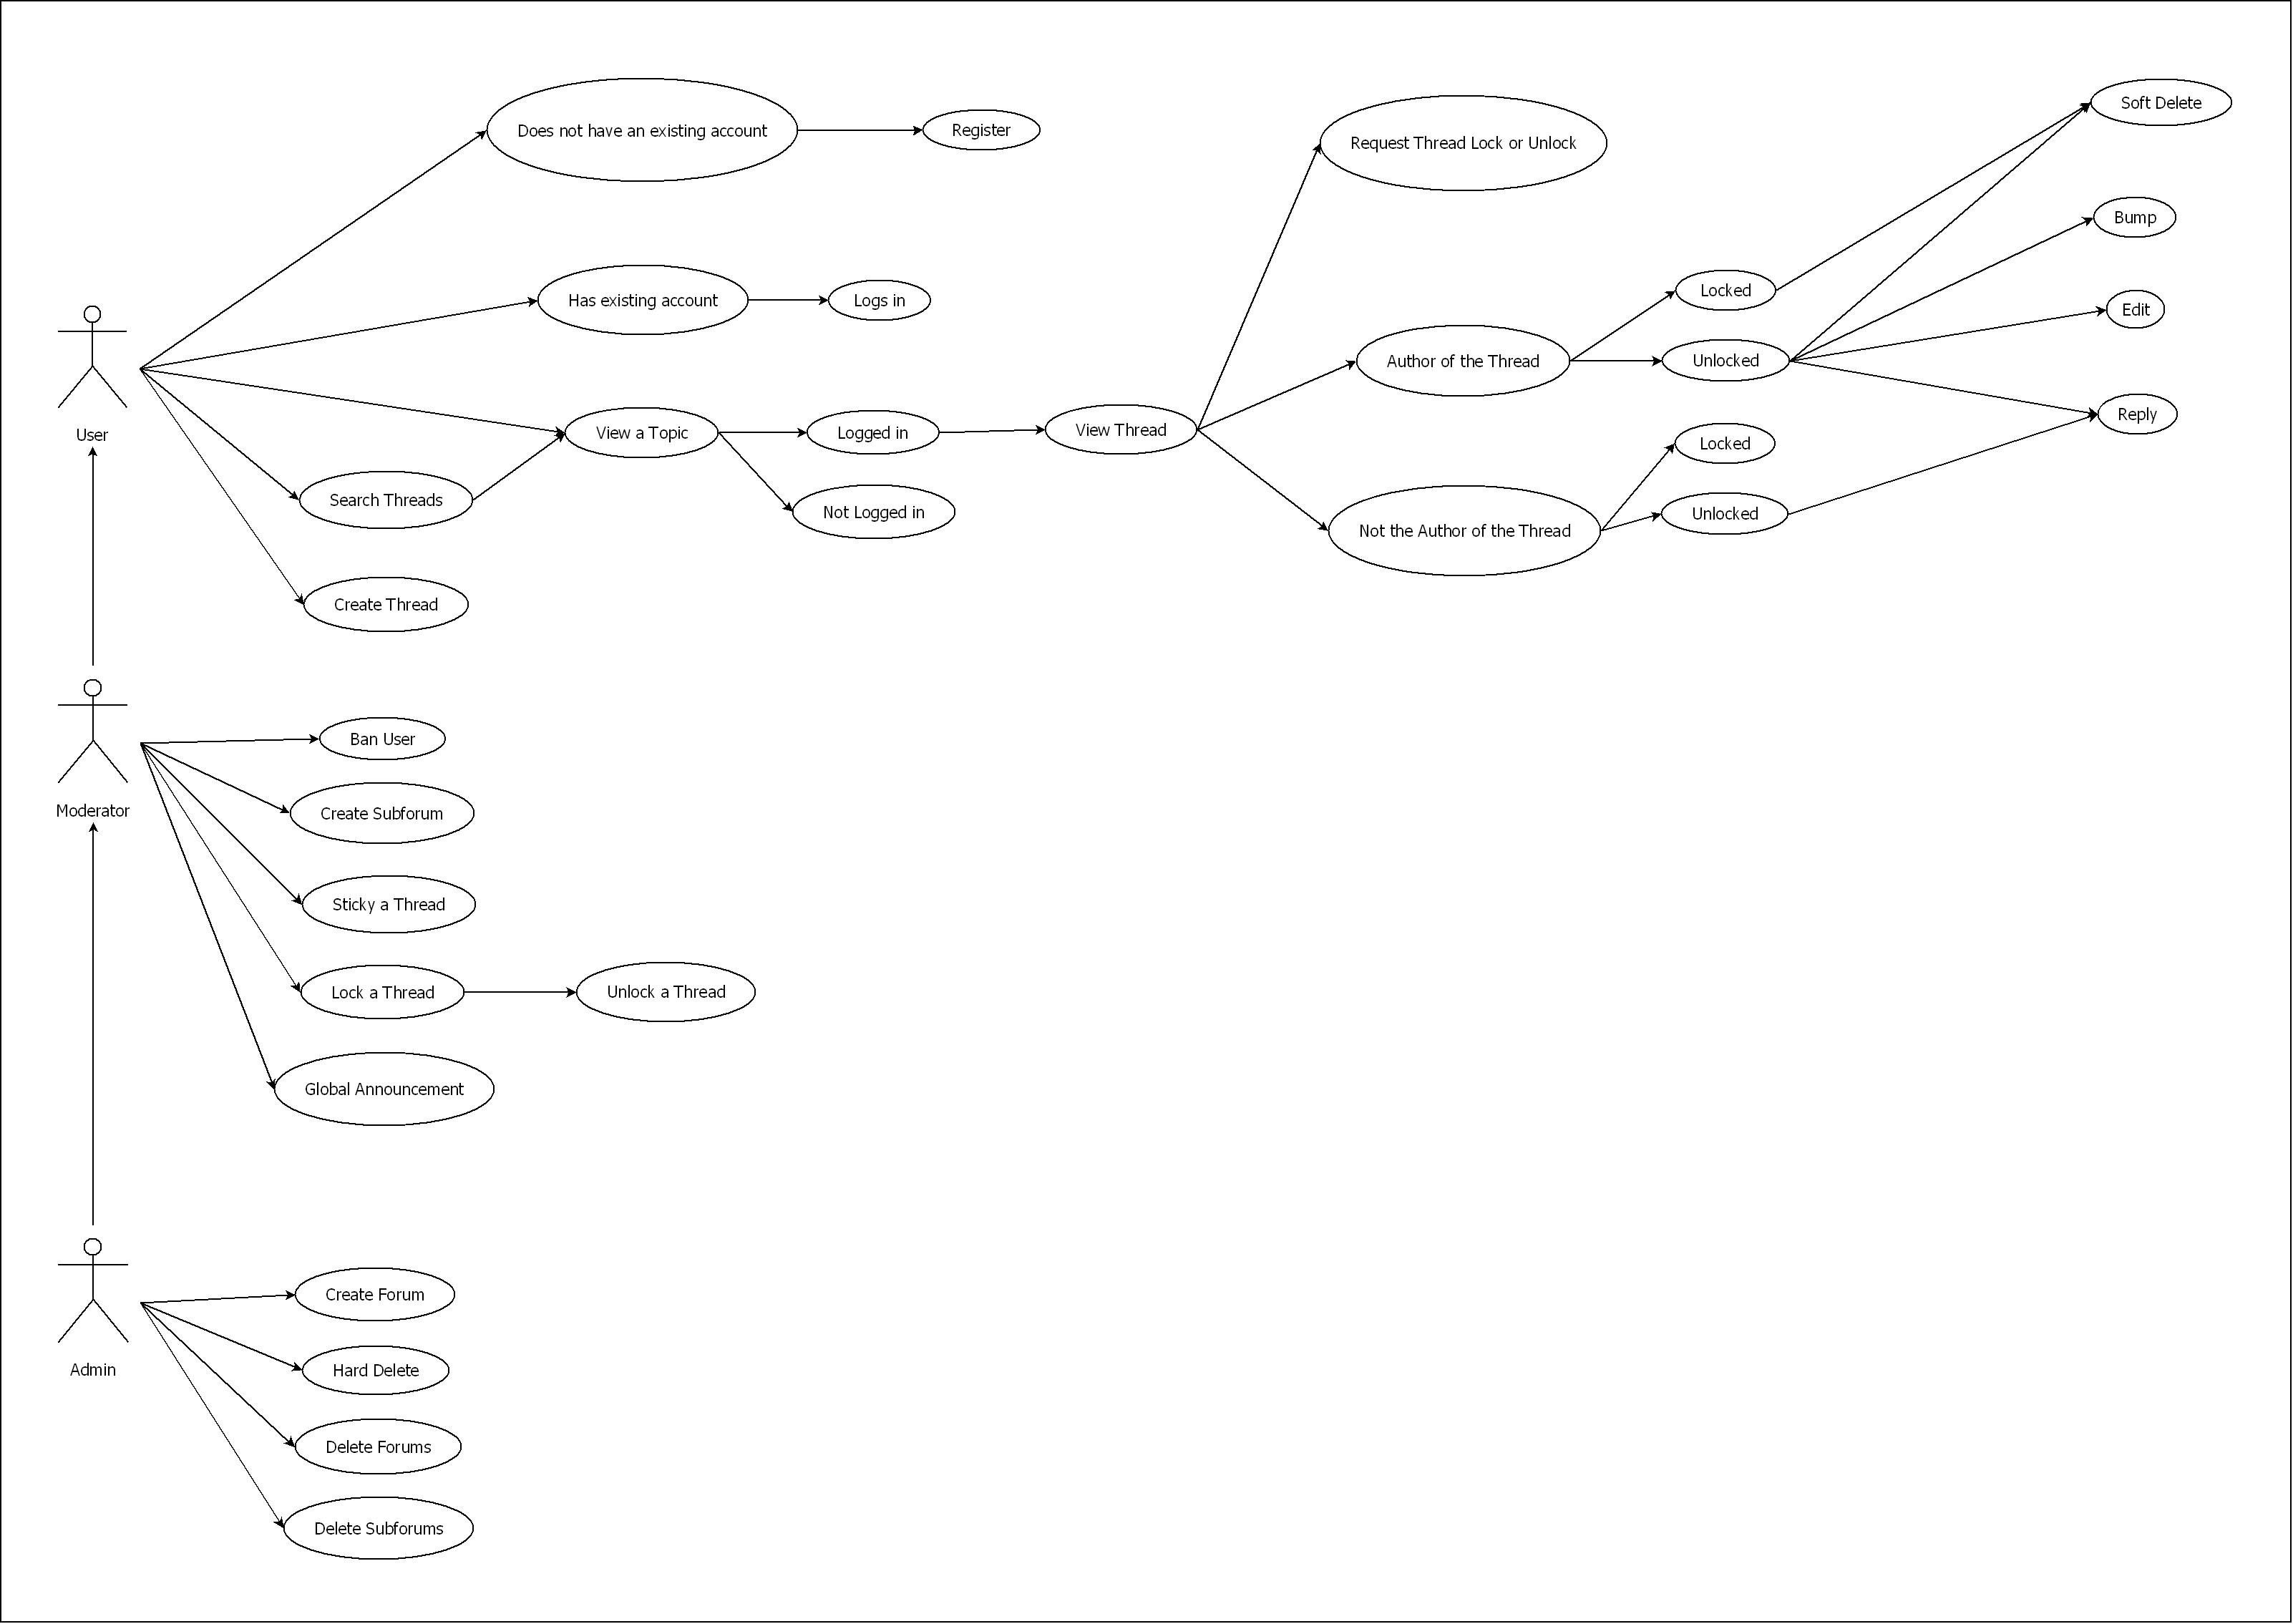 Does not have an existing account
Register
Request Thread Lock or Unlock
Soft Delete
Bump
Has existing account
Logs in
Locked
Edit
User
View a Topic
Logged in
View Thread
Author of the Thread
Unlocked
Reply
Locked
Search Threads
Not Logged in
Not the Author of the Thread
Unlocked
Create Thread
Ban User
Moderator
Create Subforum
Sticky a Thread
Lock a Thread
Unlock a Thread
Global Announcement
Create Forum
Admin
Hard Delete
Delete Forums
Delete Subforums